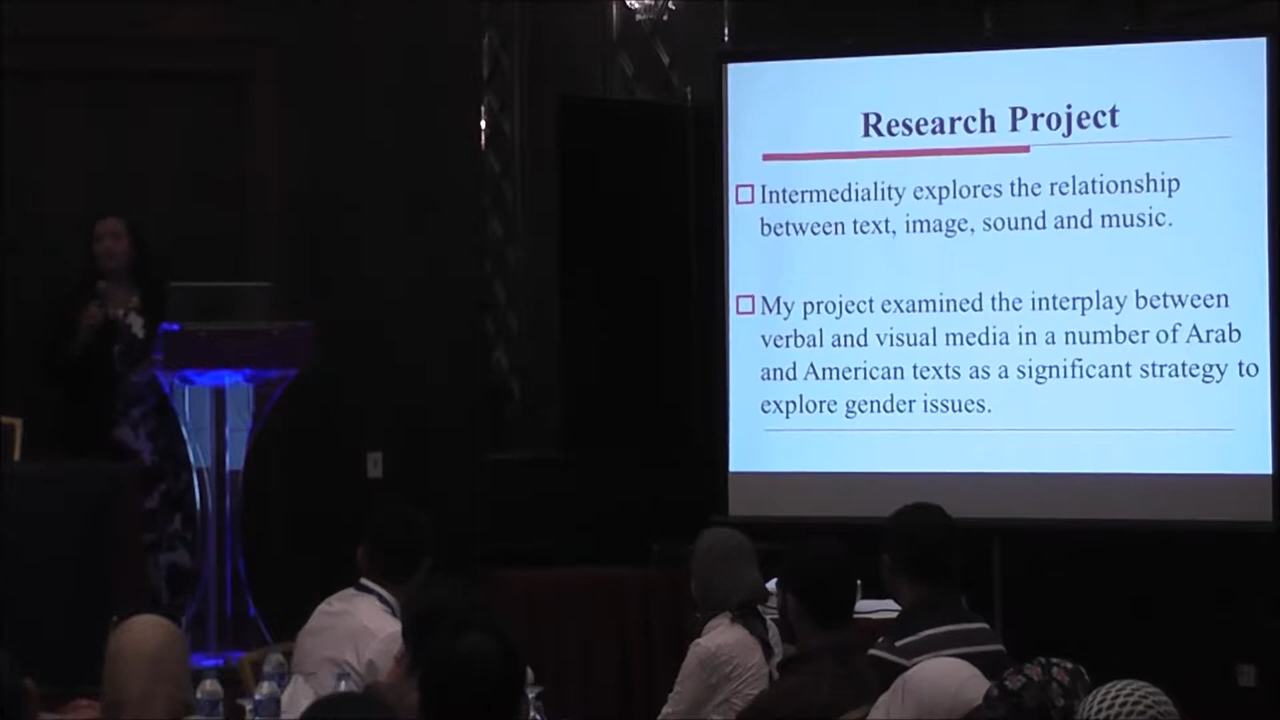 Research Project
Intermediality explores the relationship
between text, image, sound and music.
My project examined the interplay between
verbal and visual media in a number of Arab
and American texts as a significant strategy to
explore gender issues.